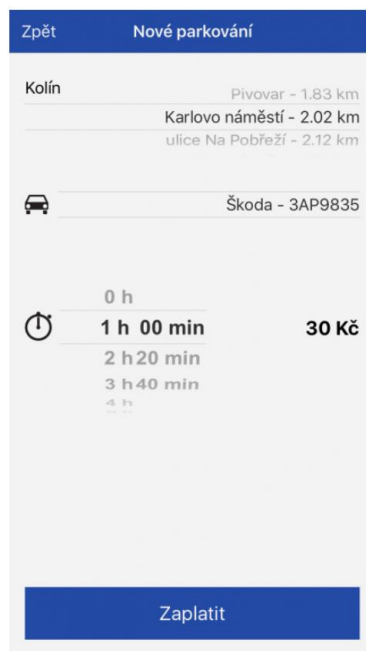 Zpět Nové parkování
Kolín
Pivovar - 1.83 km
Karlovo náměstí - 2.02 km
ulice Na Pobřeží - 2.12 km
Škoda - 3AP9835
0 h
1 h 00 min 30 Kč
2 h 20 min
3 h 40 min
4 h
Zaplatit